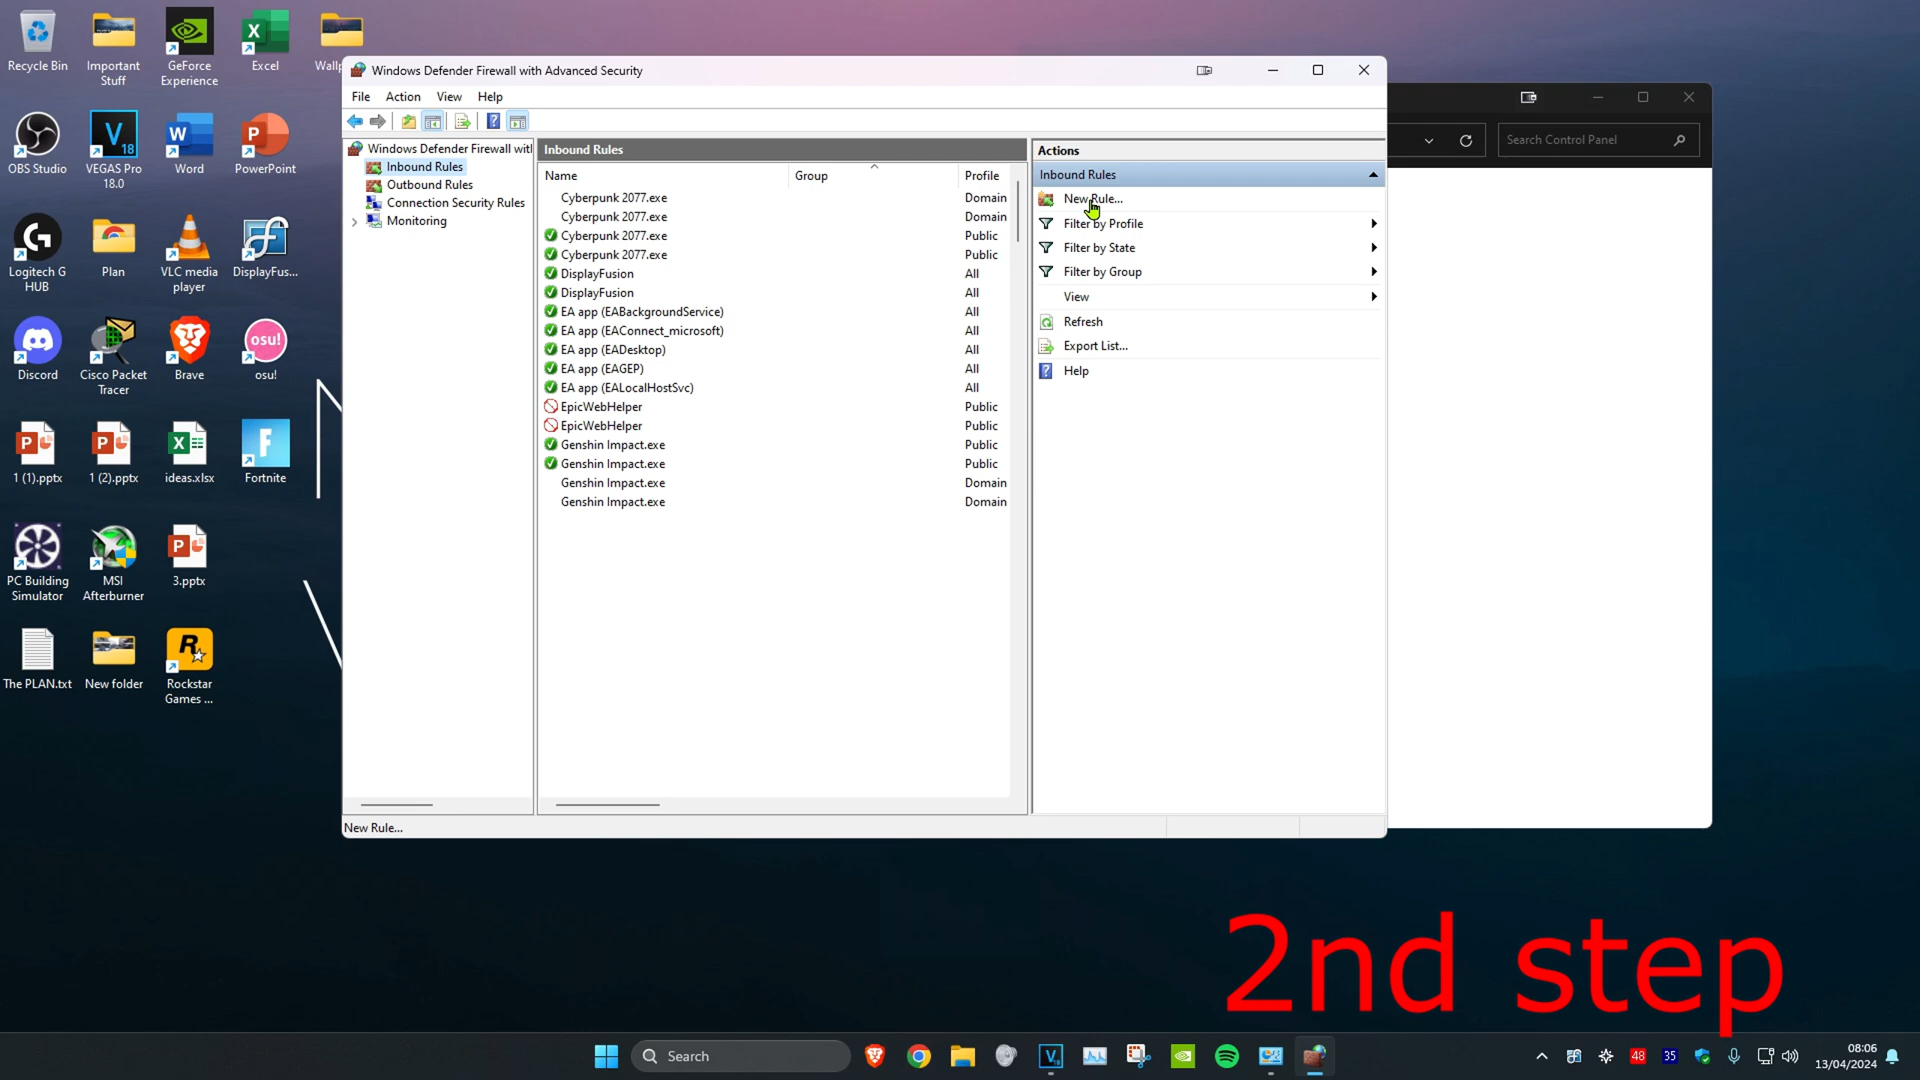 Recycle Bin
Important
Stuff
GeForce
Experience
Excel
Wallp
OBS Studio
VEGAS Pro
18.0
Word
PowerPoint
Logitech G
HUB
Plan
VLC media
player
DisplayFus...
Discord
Cisco Packet
Tracer
Brave
osu!
osu!
1 (1).pptx
1 (2).pptx
ideas.xlsx
Fortnite
PC Building
Simulator
MSI
Afterburner
3.pptx
The PLAN.txt
New folder
Rockstar
Games ...
Windows Defender Firewall with Advanced Security
File Action View Help
Windows Defender Firewall with
Inbound Rules
Outbound Rules
Connection Security Rules
Monitoring
Inbound Rules
Name Group Profile
Cyberpunk 2077.exe Domain
Cyberpunk 2077.exe Domain
Cyberpunk 2077.exe Public
Cyberpunk 2077.exe Public
DisplayFusion All
DisplayFusion All
EA app (EABackgroundService) All
EA app (EAConnect_microsoft) All
EA app (EADesktop) All
EA app (EAGEP) All
EA app (EALocalHostSvc) All
EpicWebHelper Public
EpicWebHelper Public
Genshin Impact.exe Public
Genshin Impact.exe Public
Genshin Impact.exe Domain
Genshin Impact.exe Domain
Actions
Inbound Rules
New Rule...
Filter by Profile
Filter by State
Filter by Group
View
Refresh
Export List...
Help
New Rule...
Search Control Panel
2nd step
Search
48
35
08:06
13/04/2024